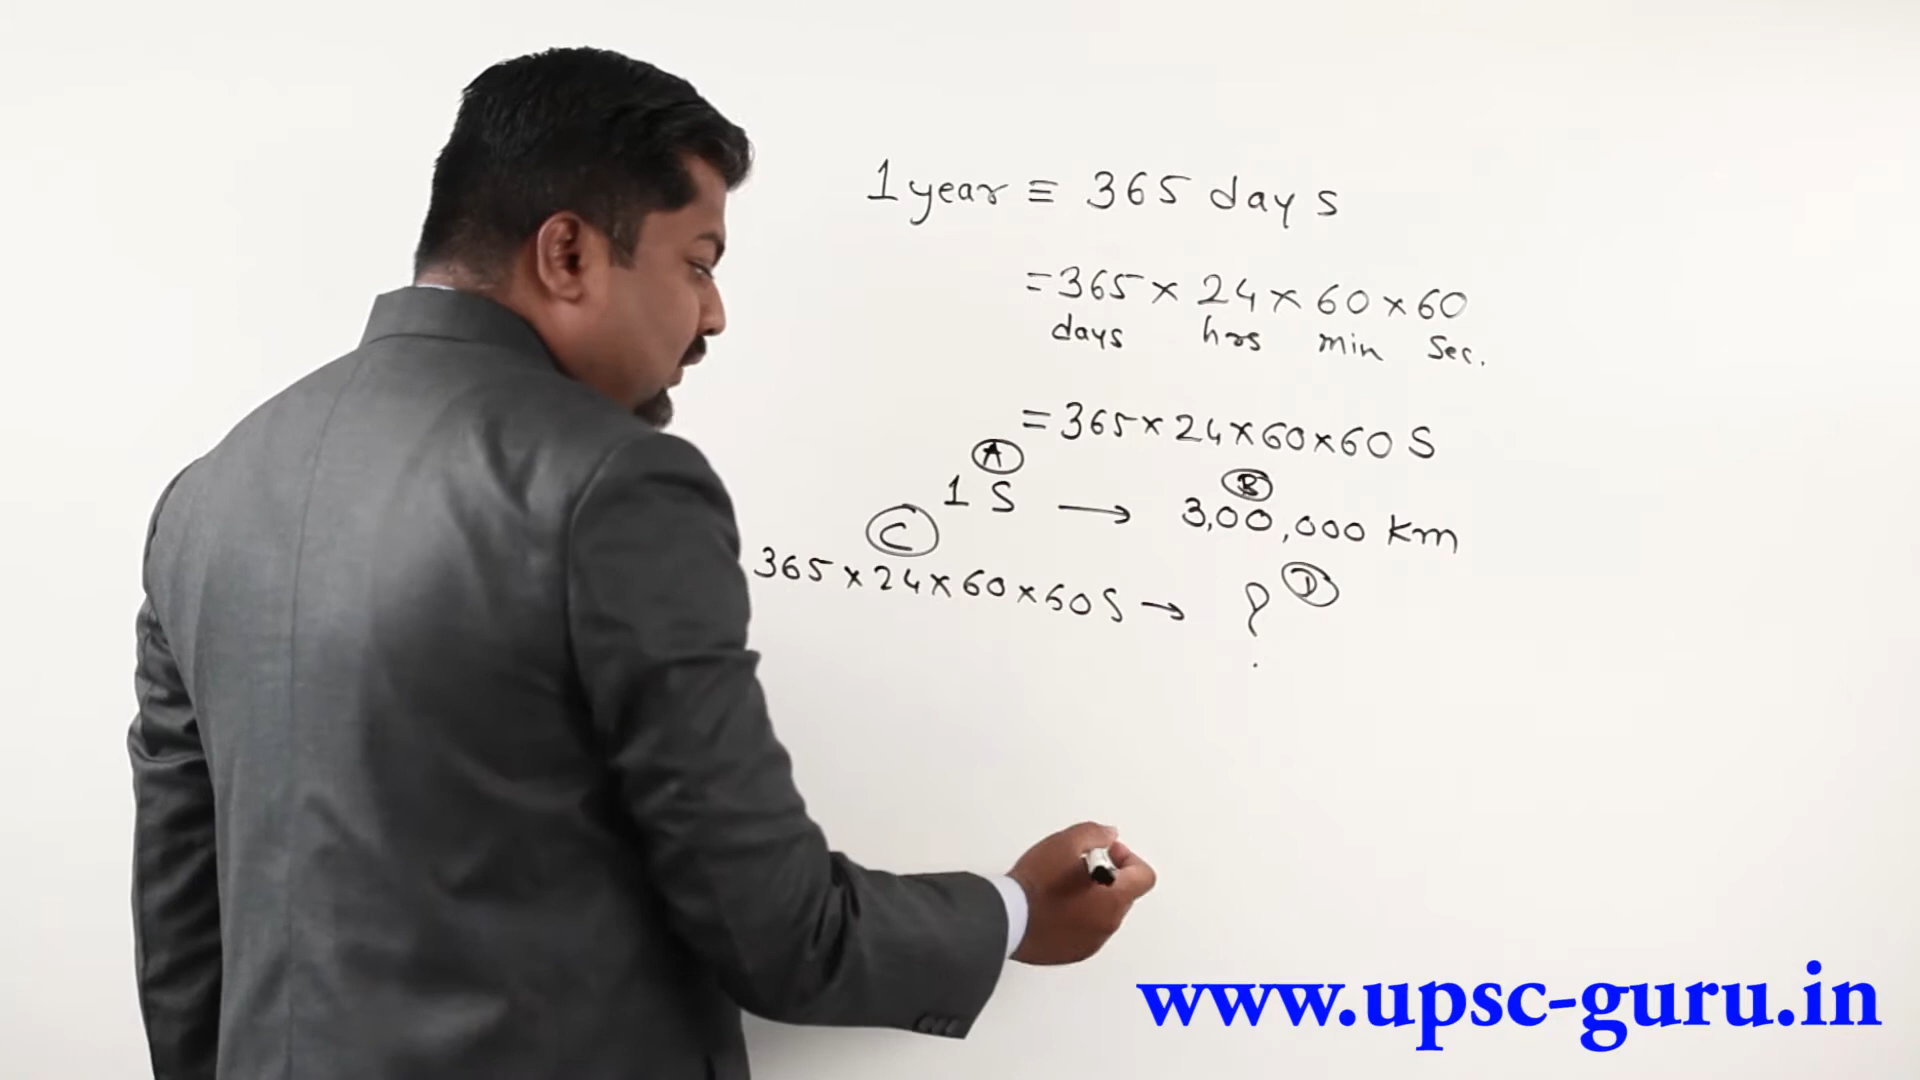 1 year ≡ 365 days
= 365 × 24 × 60 × 60
days hrs min Sec.
= 365 × 24 × 60 × 60 S
A B
1 S → 3,00,000 km
C D
365 × 24 × 60 × 60 S → ?
www.upsc-guru.in